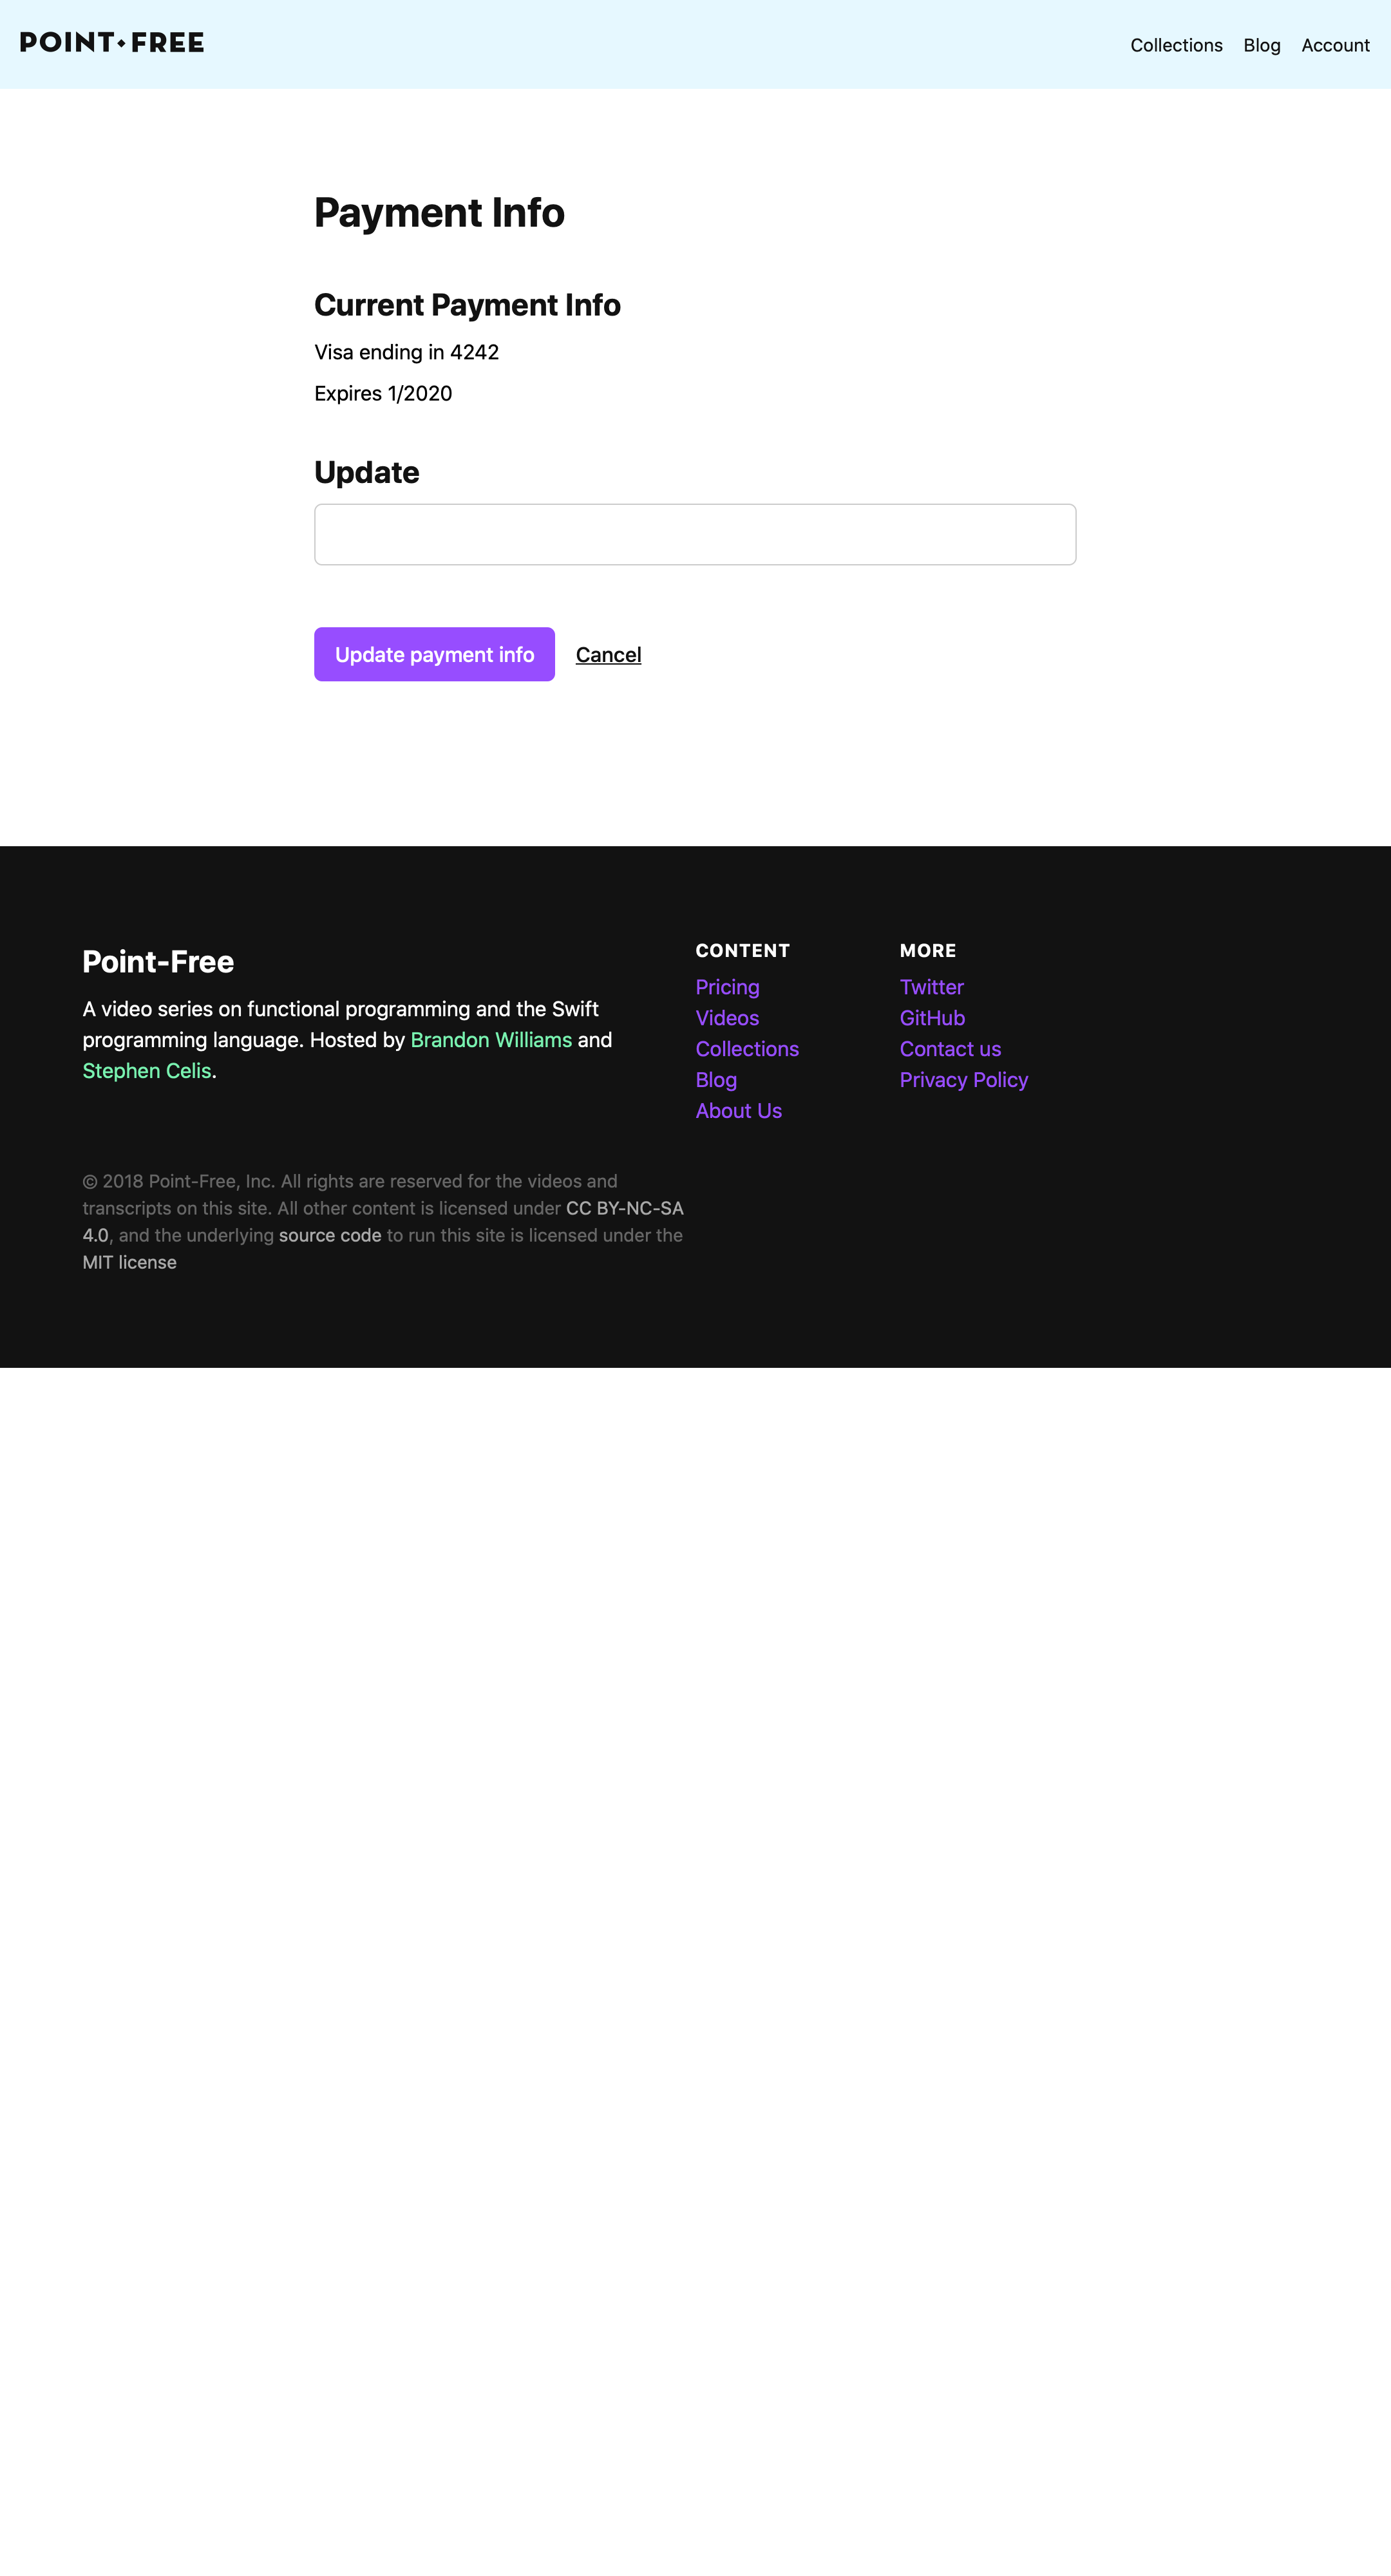 POINT•FREE
Collections Blog Account
Payment Info
Current Payment Info
Visa ending in 4242
Expires 1/2020
Update
Update payment info Cancel
Point-Free
A video series on functional programming and the Swift
programming language. Hosted by Brandon Williams and
Stephen Celis.
CONTENT
Pricing
Videos
Collections
Blog
About Us
MORE
Twitter
GitHub
Contact us
Privacy Policy
© 2018 Point-Free, Inc. All rights are reserved for the videos and
transcripts on this site. All other content is licensed under CC BY-NC-SA
4.0, and the underlying source code to run this site is licensed under the
MIT license